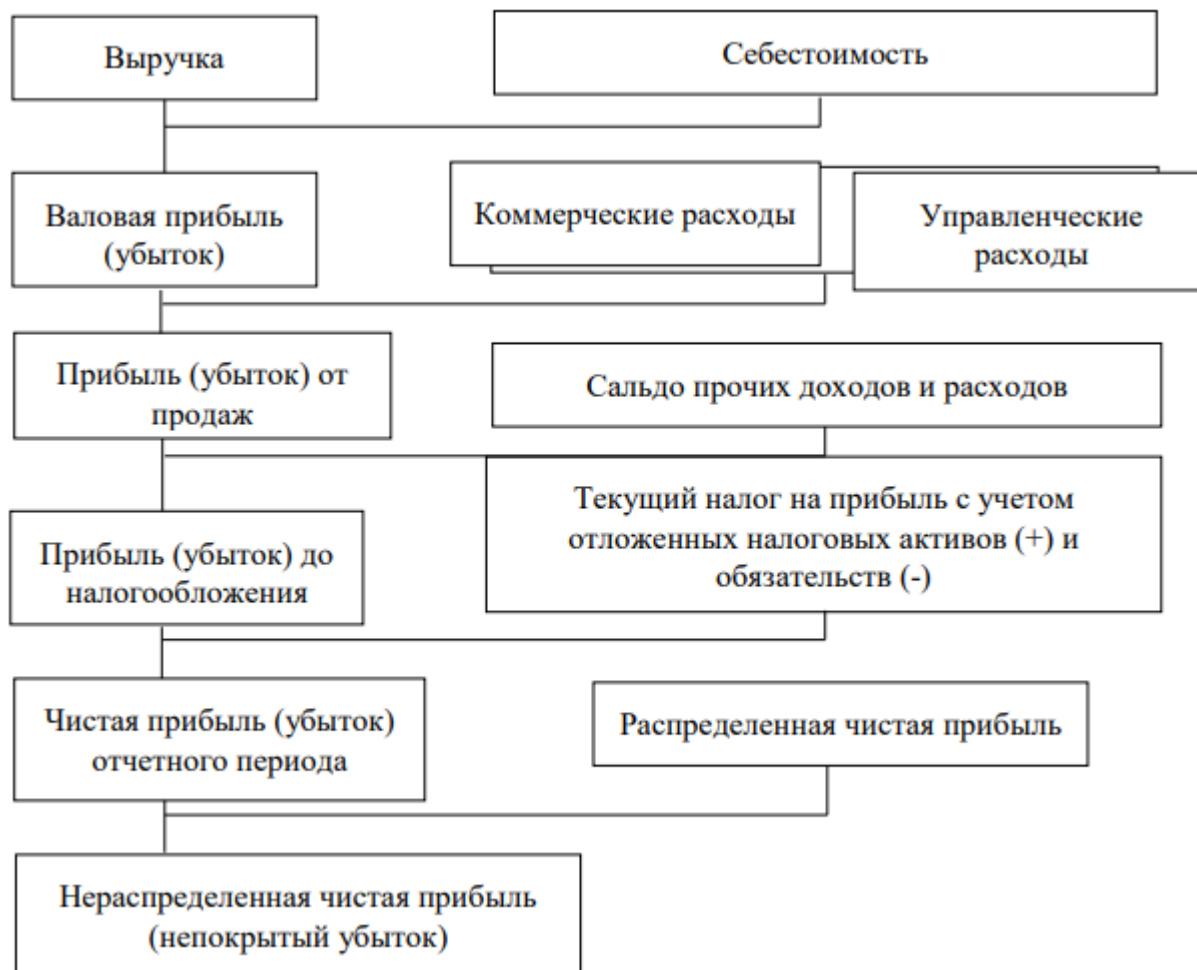 Выручка
Себестоимость
Валовая прибыль
(убыток)
Коммерческие расходы
Управленческие
расходы
Прибыль (убыток) от
продаж
Сальдо прочих доходов и расходов
Прибыль (убыток) до
налогообложения
Текущий налог на прибыль с учетом
отложенных налоговых активов (+) и
обязательств (-)
Чистая прибыль (убыток)
отчетного периода
Распределенная чистая прибыль
Нераспределенная чистая прибыль
(непокрытый убыток)